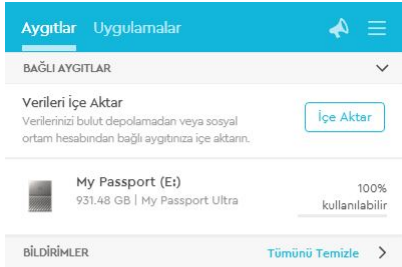 Aygıtlar Uygulamalar
BAĞLI AYGITLAR
Verileri İçe Aktar
Verilerinizi bulut depolamadan veya sosyal
ortam hesabından bağlı aygıtınıza içe aktarın.
İçe Aktar
My Passport (E:)
931.48 GB | My Passport Ultra
100%
kullanılabilir
BİLDİRİMLER
Tümünü Temizle